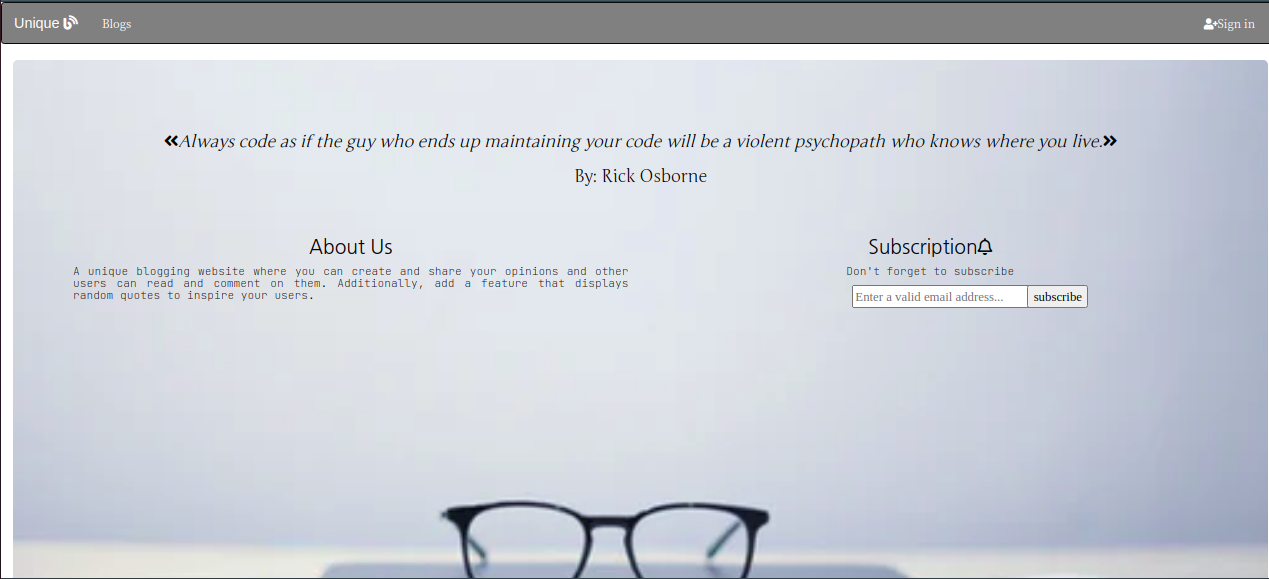 Unique Blogs Sign in
«Always code as if the guy who ends up maintaining your code will be a violent psychopath who knows where you live.»
By: Rick Osborne
About Us
A unique blogging website where you can create and share your opinions and other
users can read and comment on them. Additionally, add a feature that displays
random quotes to inspire your users.
Subscription
Don't forget to subscribe
Enter a valid email address... subscribe